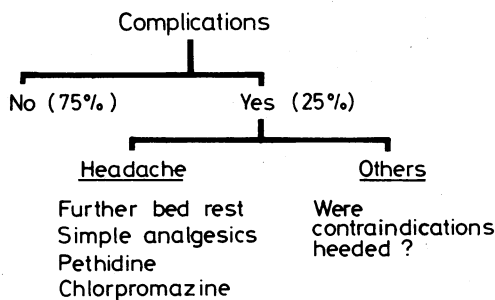 Complications
No (75%) Yes (25%)
Headache Others
Further bed rest
Simple analgesics
Pethidine
Chlorpromazine
Were
contraindications
heeded ?